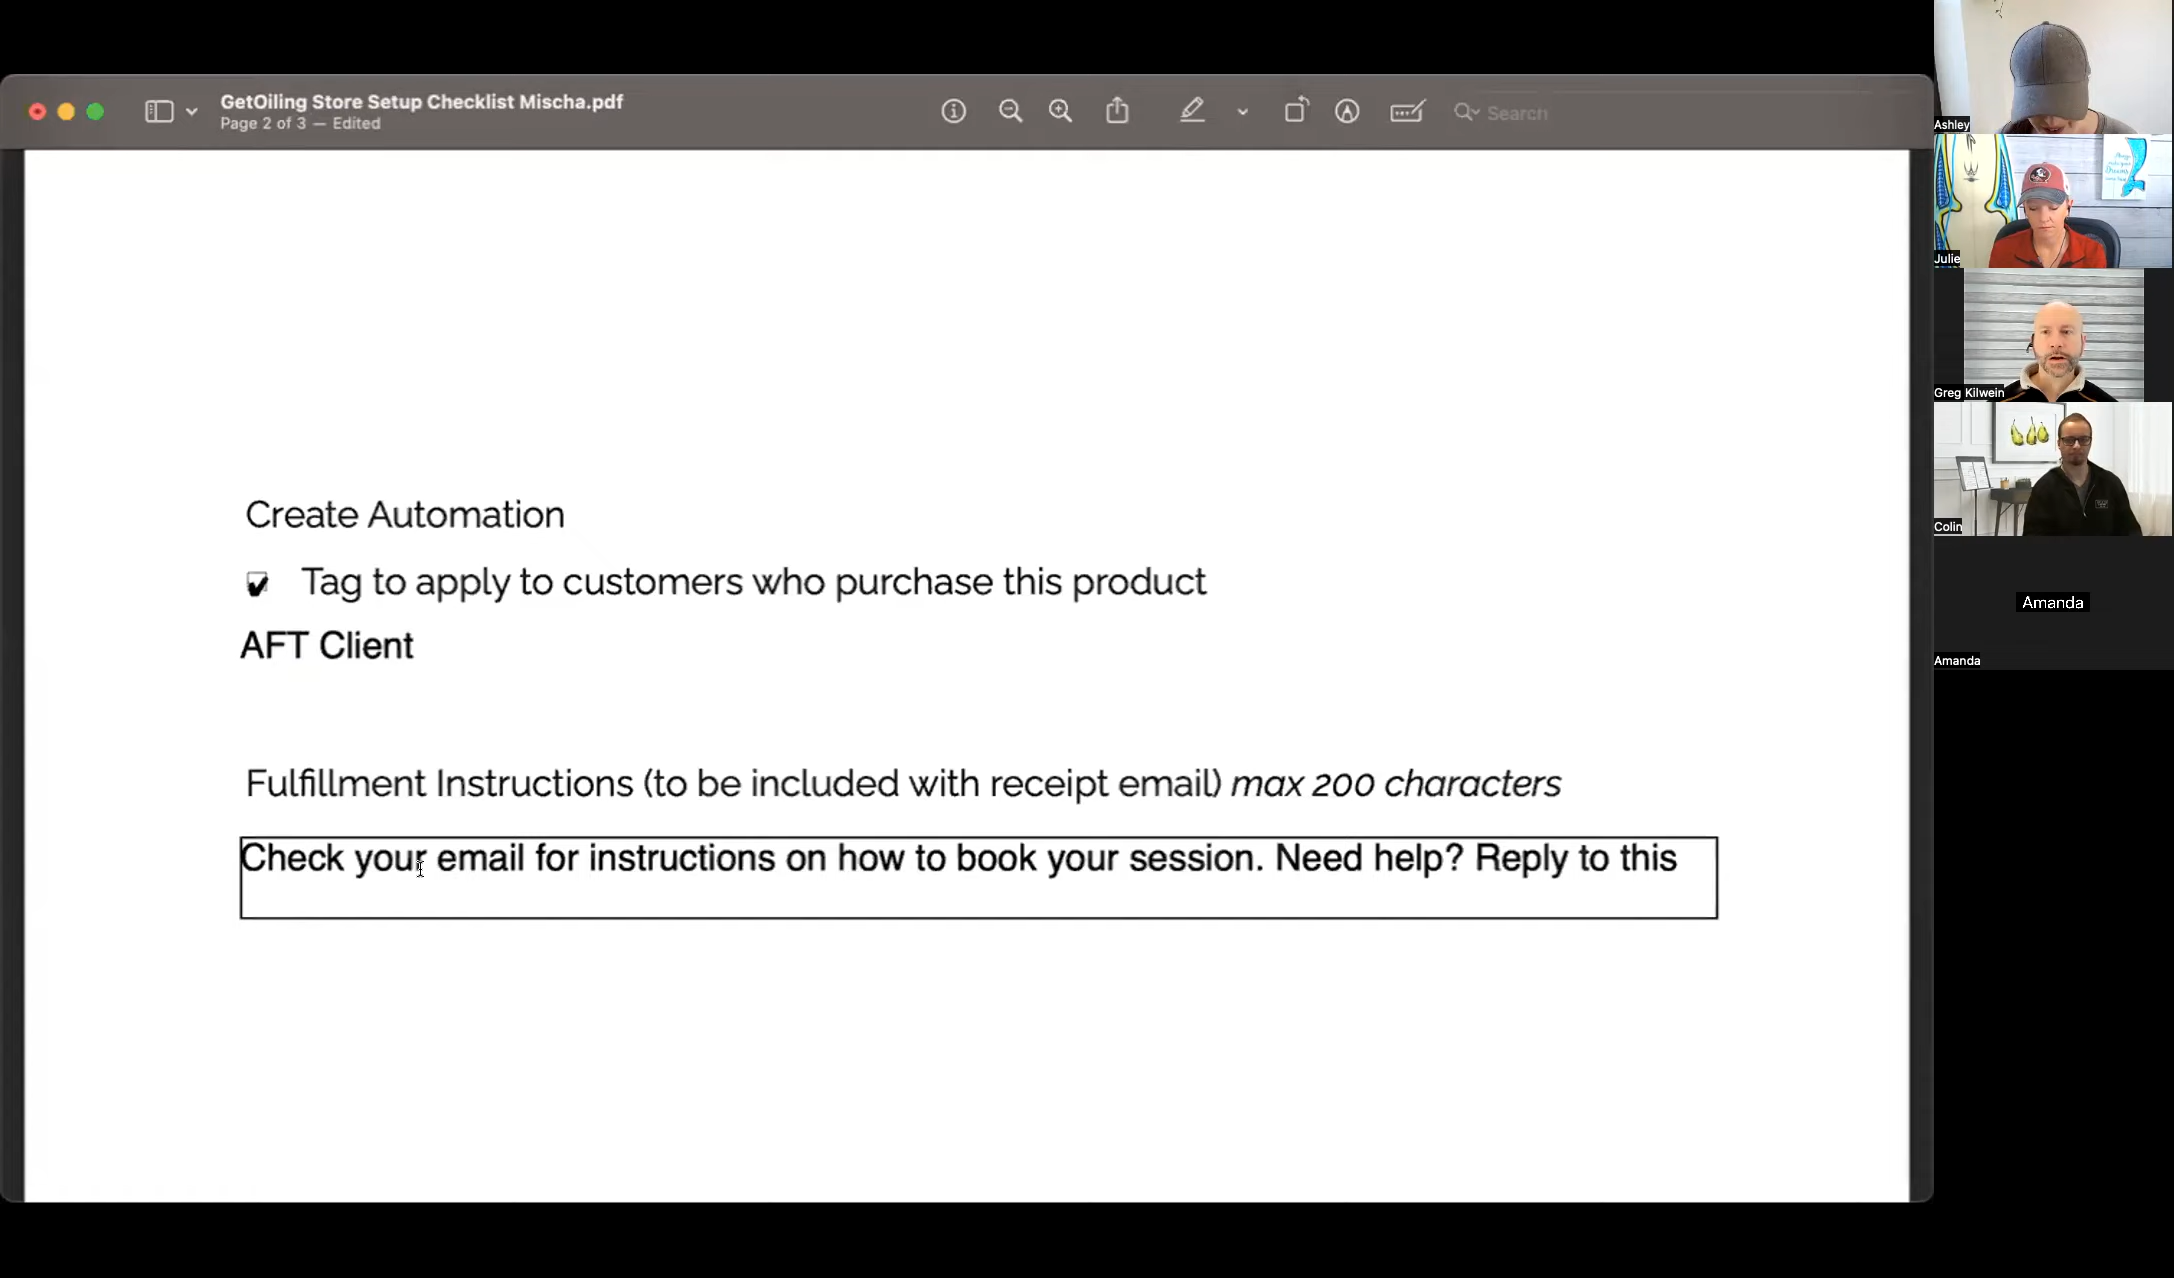 GetOiling Store Setup Checklist Mischa.pdf
Page 2 of 3 — Edited
Search
Create Automation
Tag to apply to customers who purchase this product
AFT Client
Fulfillment Instructions (to be included with receipt email) max 200 characters
Check your email for instructions on how to book your session. Need help? Reply to this
Ashley
Julie
Greg Kilwein
Colin
Amanda
Amanda